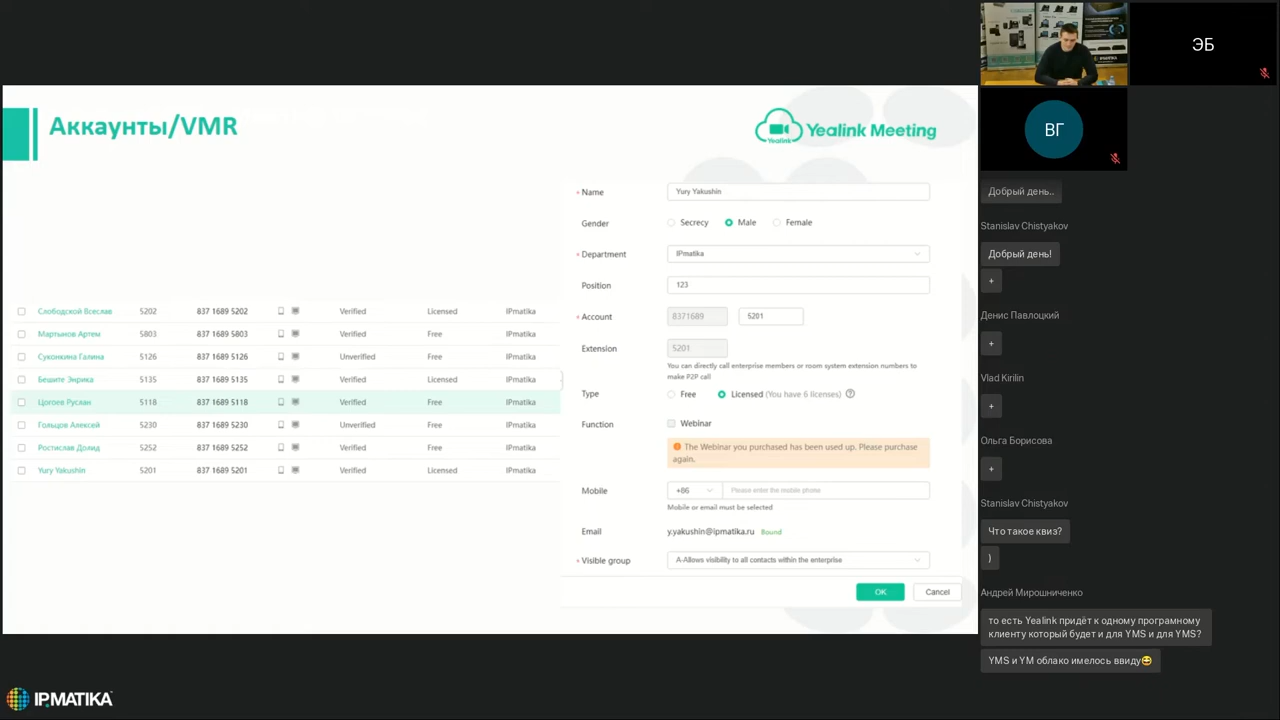 Аккаунты/VMR
Yealink
Yealink Meeting
Слободской Всеслав 5202 837 1689 5202 Verified Licensed IPmatika
Мартынов Артем 5803 837 1689 5803 Verified Free IPmatika
Суконкина Галина 5126 837 1689 5126 Unverified Free IPmatika
Бешите Энрика 5135 837 1689 5135 Verified Licensed IPmatika
Цогоев Руслан 5118 837 1689 5118 Verified Free IPmatika
Гольцов Алексей 5230 837 1689 5230 Unverified Free IPmatika
Ростислав Долид 5252 837 1689 5252 Verified Free IPmatika
Yury Yakushin 5201 837 1689 5201 Verified Licensed IPmatika
* Name Yury Yakushin
Gender Secrecy Male Female
* Department IPmatika
Position 123
* Account 8371689 5201
Extension 5201
You can directly call enterprise members or room system extension numbers to
make P2P call
Type Free Licensed (You have 6 licenses)
Function Webinar
The Webinar you purchased has been used up. Please purchase
again.
Mobile +86 Please enter the mobile phone
Mobile or email must be selected
Email y.yakushin@ipmatika.ru Bound
* Visible group A-Allows visibility to all contacts within the enterprise
OK Cancel
IPMATIKA
ЭБ
ВГ
Добрый день..
Stanislav Chistyakov
Добрый день!
+
Денис Павлоцкий
+
Vlad Kirilin
+
Ольга Борисова
+
Stanislav Chistyakov
Что такое квиз?
)
Андрей Мирошниченко
то есть Yealink придёт к одному програмному
клиенту который будет и для YMS и для YMS?
YMS и YM облако имелось ввиду😄